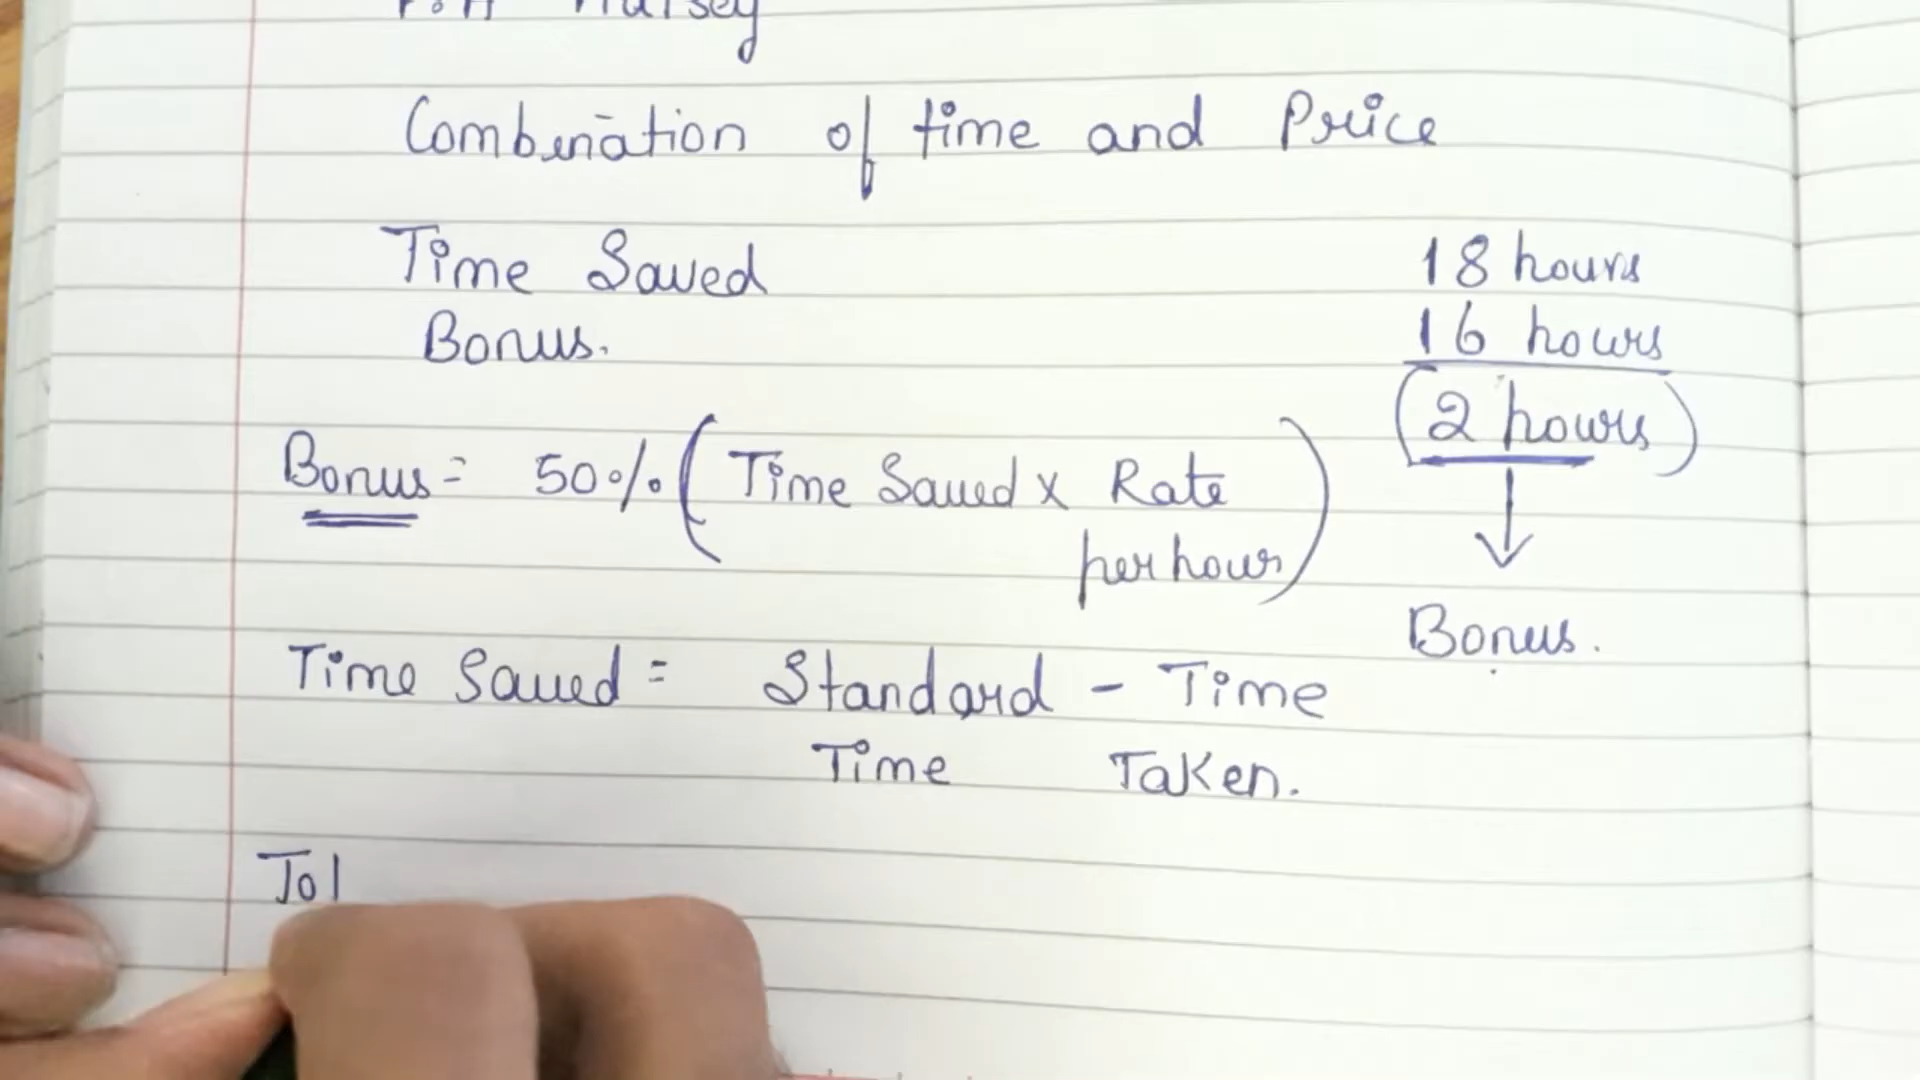 Halsey
Combination of time and Price
Time Saved
Bonus.
18 hours
16 hours
(2 hours)
Bonus.
Bonus = 50% (Time Saved x Rate
per hour)
Time Saved = Standard - Time
Time Taken.